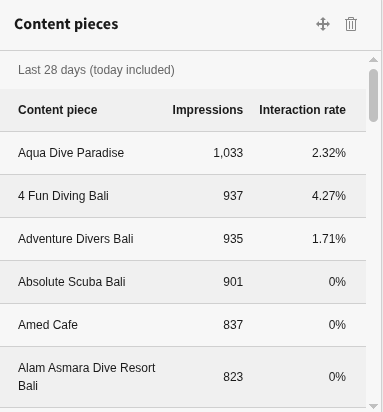 Content pieces
Last 28 days (today included)
Content piece Impressions Interaction rate
Aqua Dive Paradise 1,033 2.32%
4 Fun Diving Bali 937 4.27%
Adventure Divers Bali 935 1.71%
Absolute Scuba Bali 901 0%
Amed Cafe 837 0%
Alam Asmara Dive Resort
Bali 823 0%